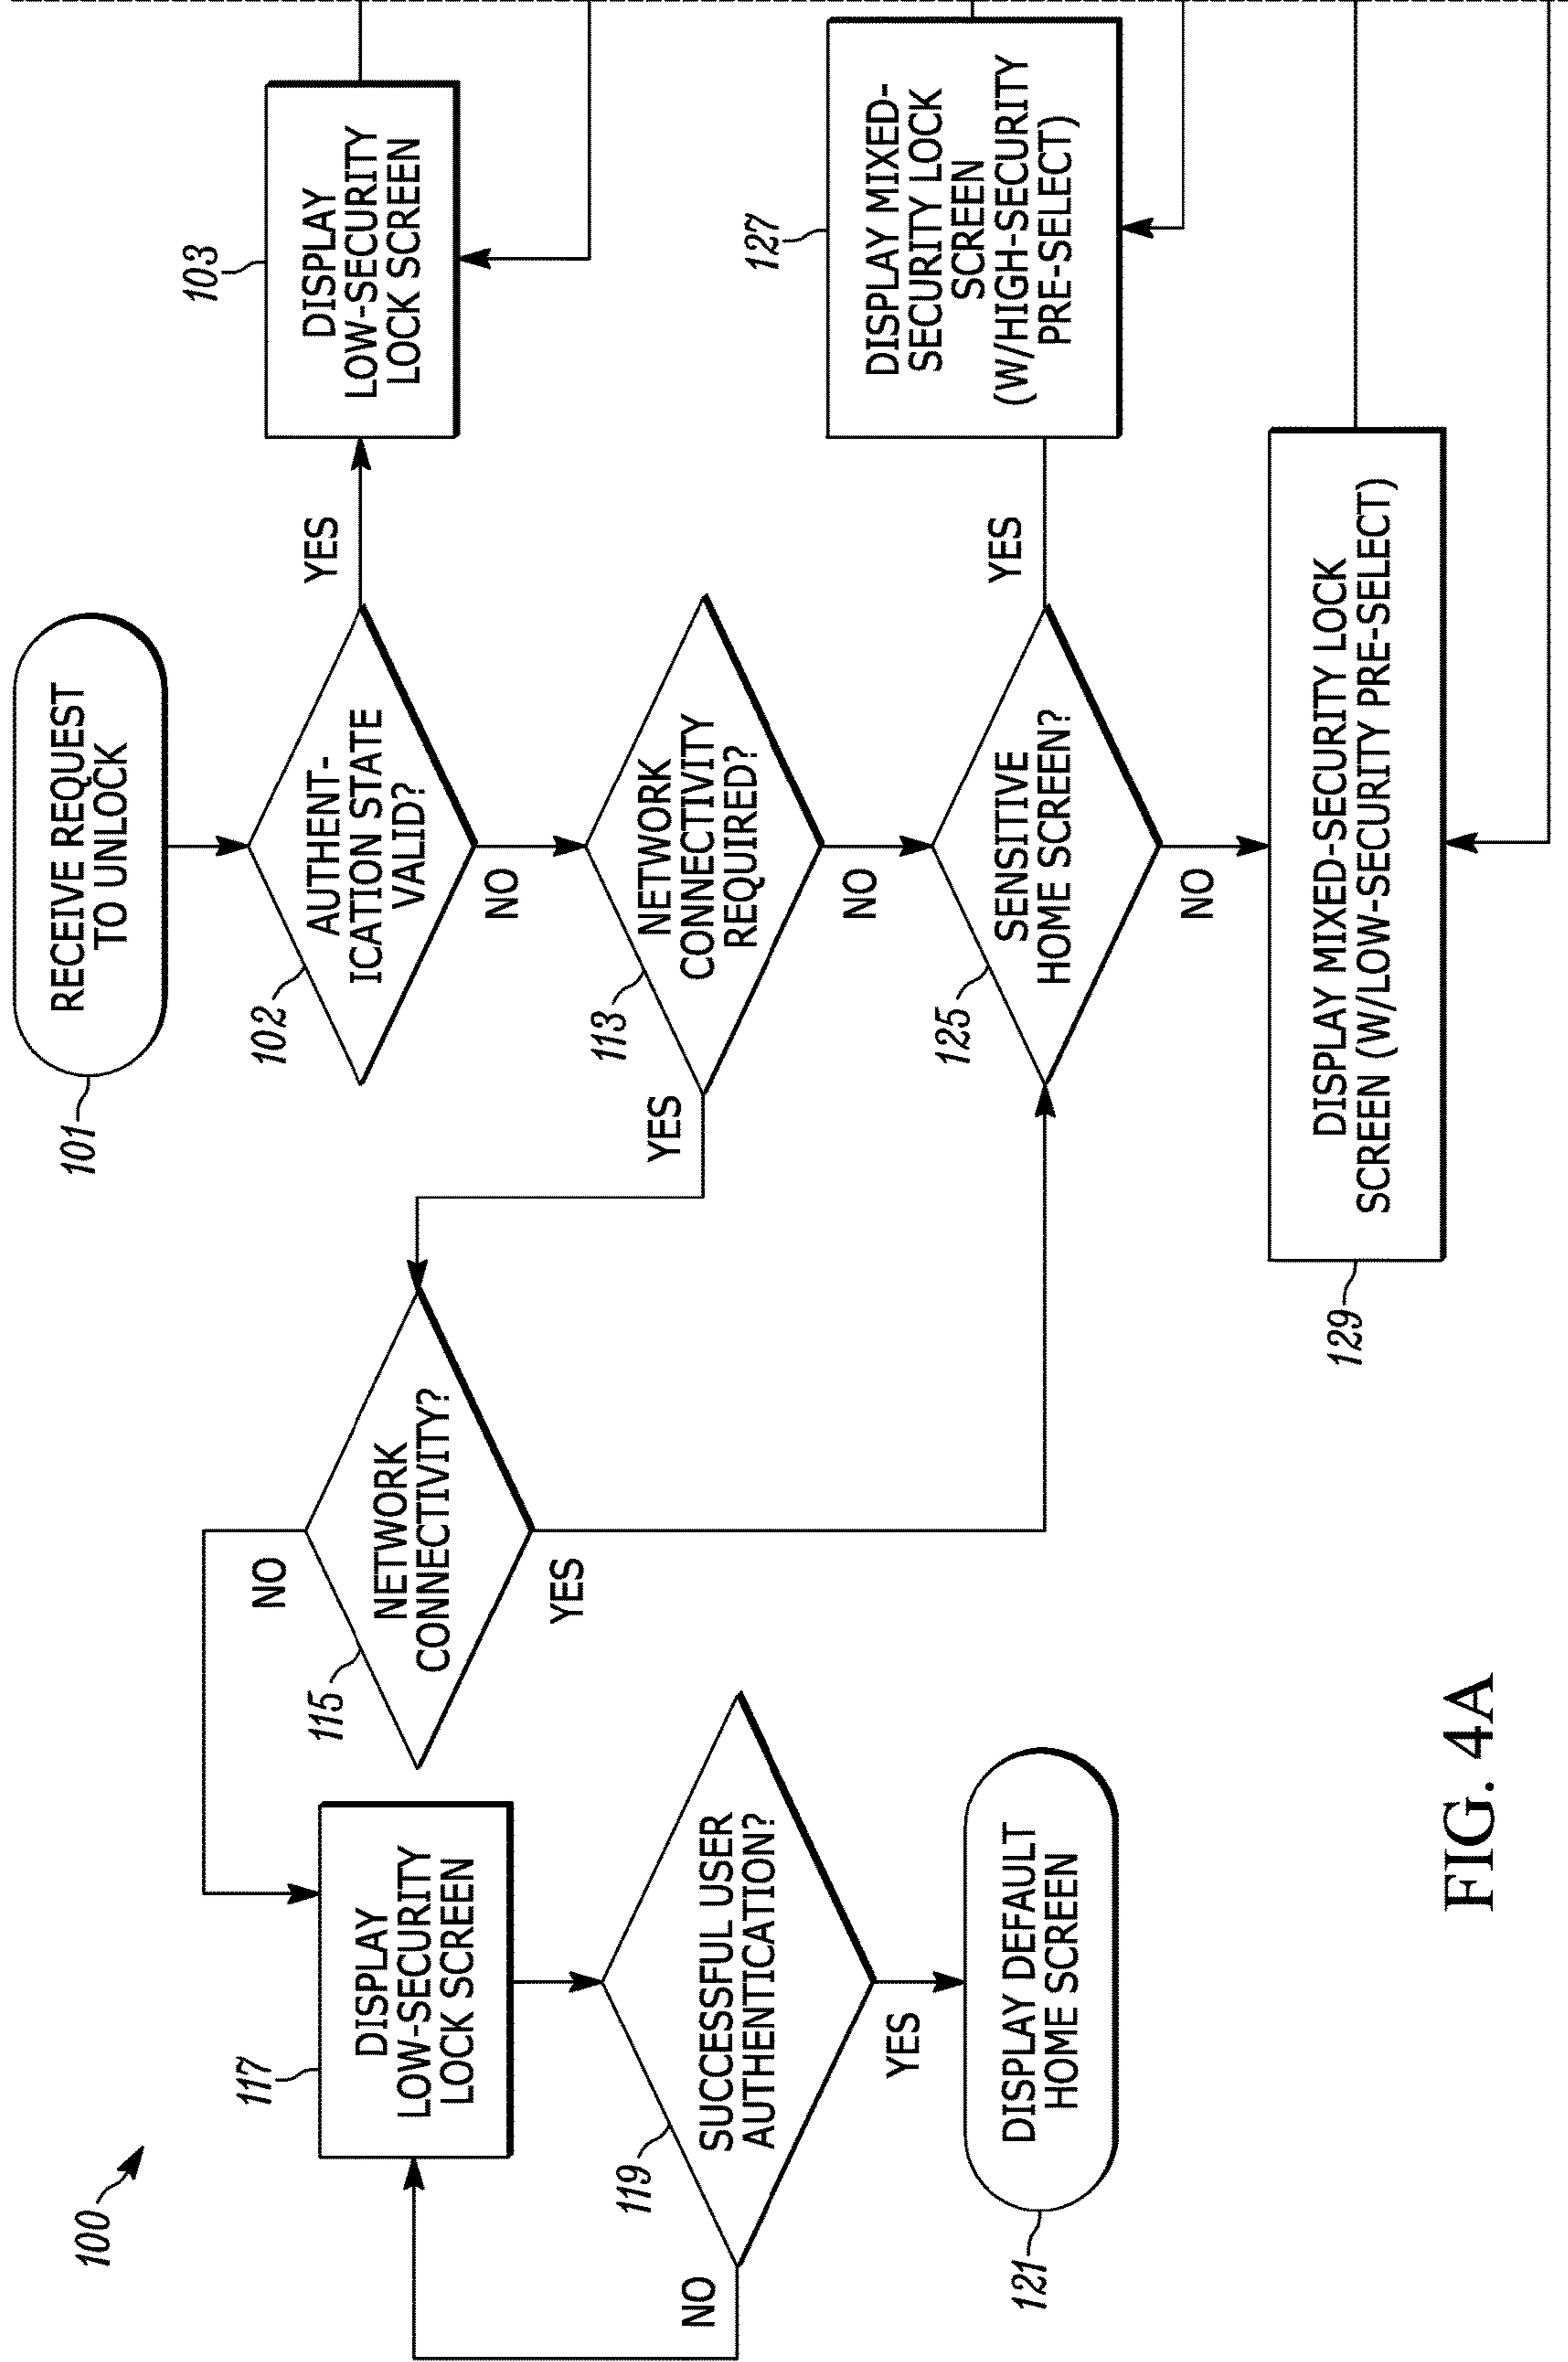 100
101
RECEIVE REQUEST
TO UNLOCK
102
AUTHENT-
ICATION STATE
VALID?
YES
NO
103
DISPLAY
LOW-SECURITY
LOCK SCREEN
113
NETWORK
CONNECTIVITY
REQUIRED?
YES
NO
115
NETWORK
CONNECTIVITY?
NO
YES
117
DISPLAY
LOW-SECURITY
LOCK SCREEN
119
SUCCESSFUL USER
AUTHENTICATION?
NO
YES
121
DISPLAY DEFAULT
HOME SCREEN
125
SENSITIVE
HOME SCREEN?
YES
NO
127
DISPLAY MIXED-
SECURITY LOCK
SCREEN
(W/HIGH-SECURITY
PRE-SELECT)
129
DISPLAY MIXED-SECURITY LOCK
SCREEN (W/LOW-SECURITY PRE-SELECT)
FIG. 4A